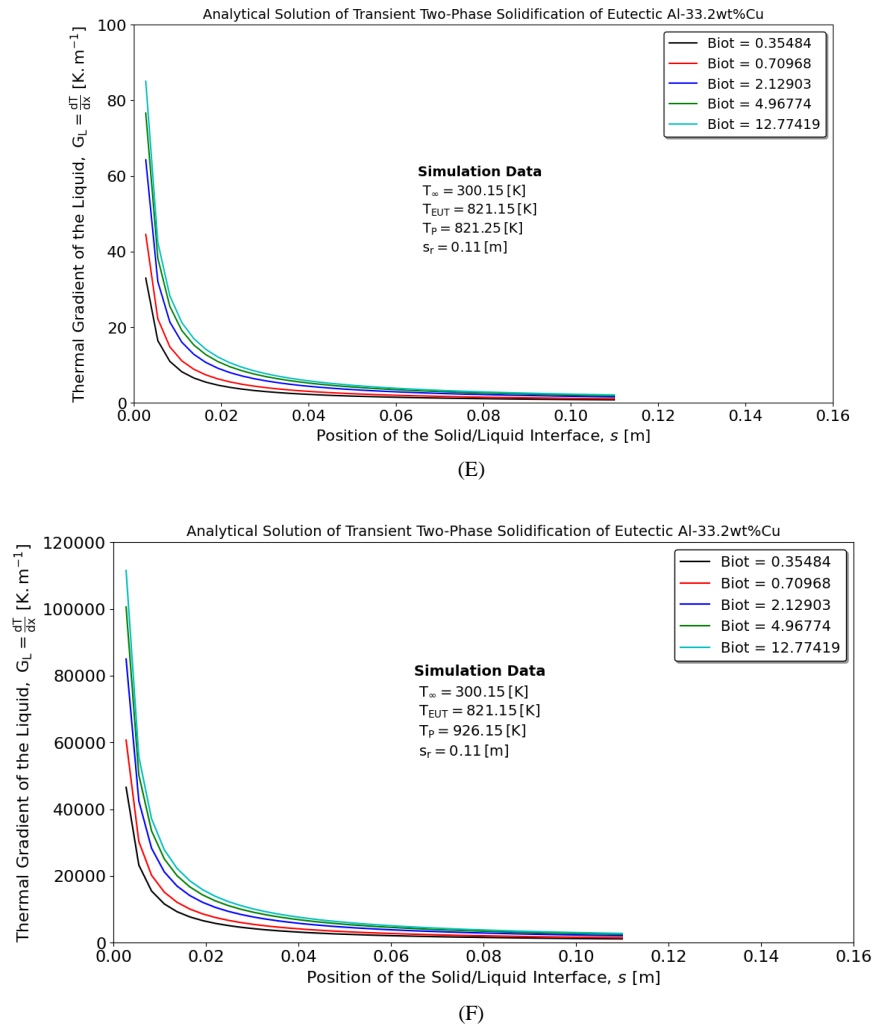 Analytical Solution of Transient Two-Phase Solidification of Eutectic Al-33.2wt%Cu
Thermal Gradient of the Liquid, G_L = dT/dx [K.m⁻¹]
100
80
60
40
20
0
Biot = 0.35484
Biot = 0.70968
Biot = 2.12903
Biot = 4.96774
Biot = 12.77419
Simulation Data
T∞ = 300.15 [K]
T_EUT = 821.15 [K]
T_P = 821.25 [K]
s_r = 0.11 [m]
0.00 0.02 0.04 0.06 0.08 0.10 0.12 0.14 0.16
Position of the Solid/Liquid Interface, s [m]
(E)
Analytical Solution of Transient Two-Phase Solidification of Eutectic Al-33.2wt%Cu
Thermal Gradient of the Liquid, G_L = dT/dx [K.m⁻¹]
120000
100000
80000
60000
40000
20000
0
Biot = 0.35484
Biot = 0.70968
Biot = 2.12903
Biot = 4.96774
Biot = 12.77419
Simulation Data
T∞ = 300.15 [K]
T_EUT = 821.15 [K]
T_P = 926.15 [K]
s_r = 0.11 [m]
0.00 0.02 0.04 0.06 0.08 0.10 0.12 0.14 0.16
Position of the Solid/Liquid Interface, s [m]
(F)